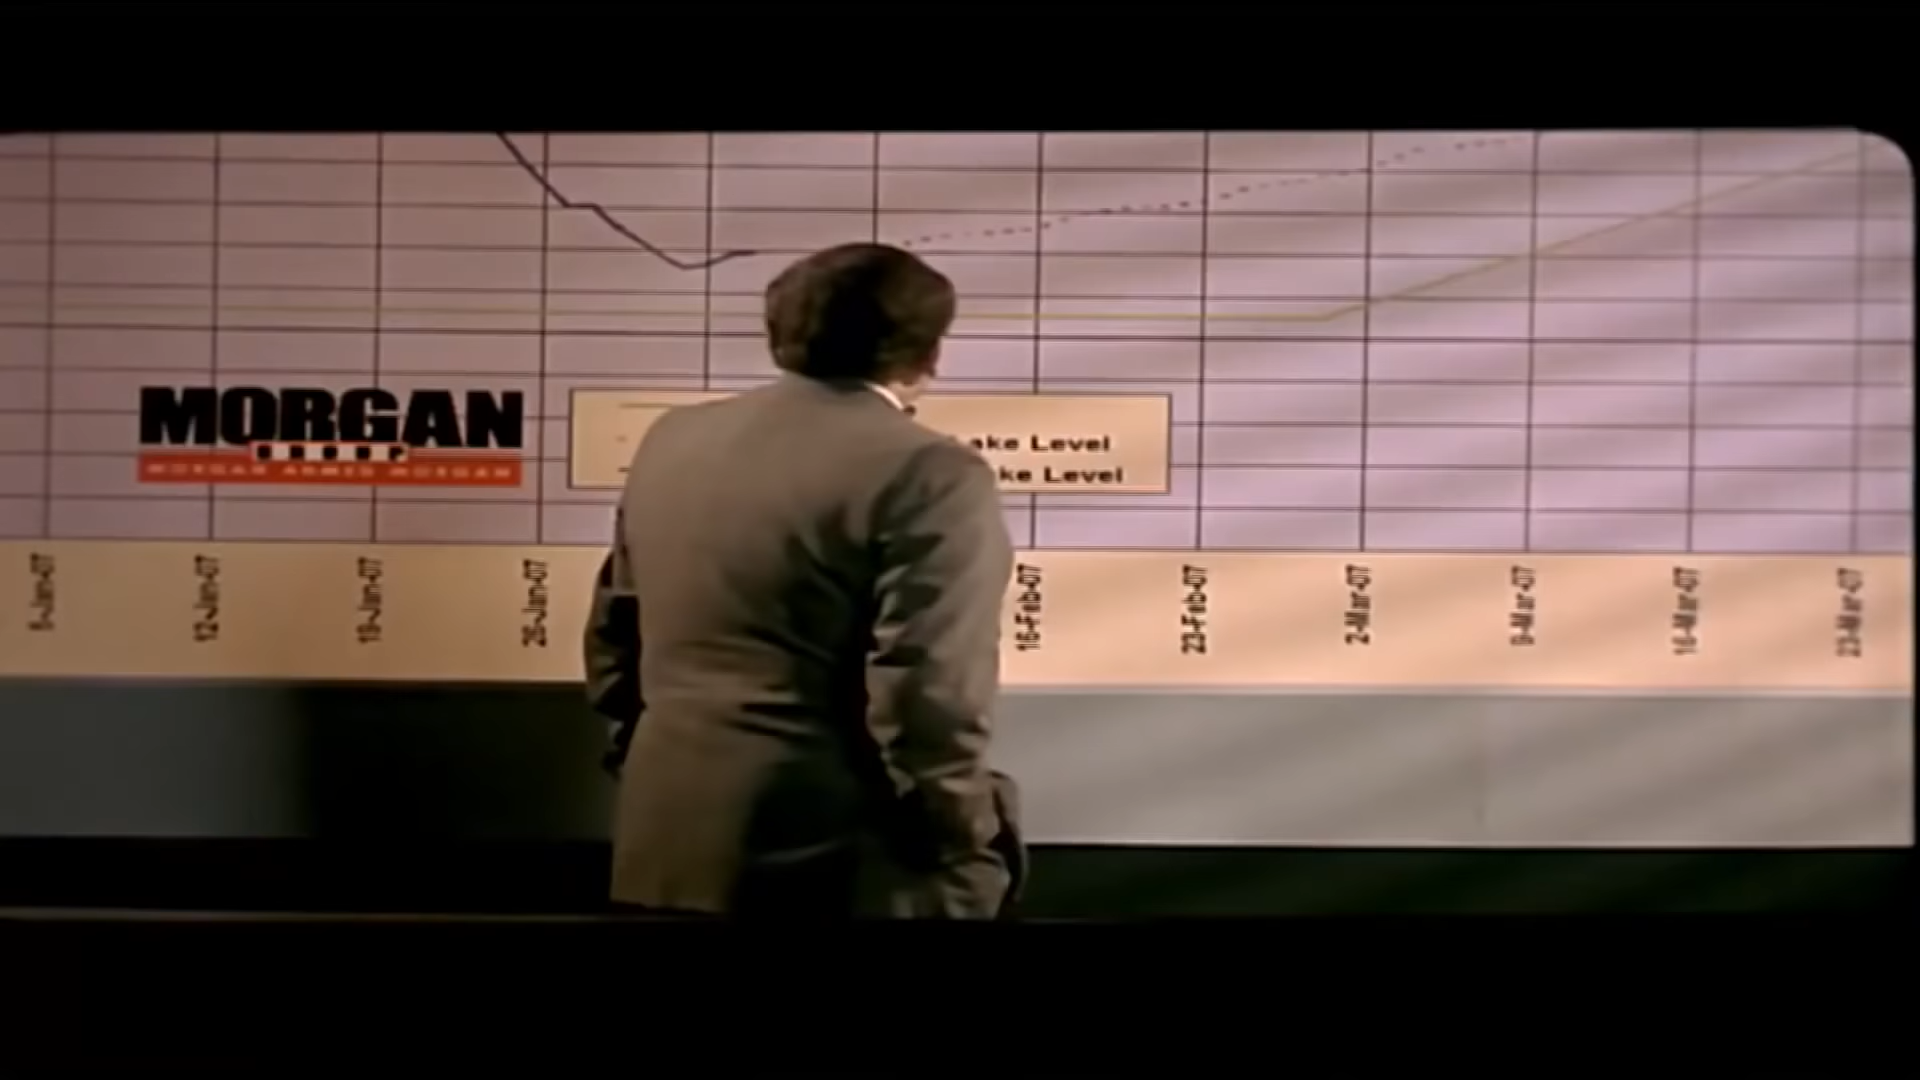 MORGAN
GROUP
MORGAN ARMED MORGAN
ake Level
ke Level
5-Jan-07
12-Jan-07
19-Jan-07
26-Jan-07
16-Feb-07
23-Feb-07
2-Mar-07
9-Mar-07
16-Mar-07
23-Mar-07